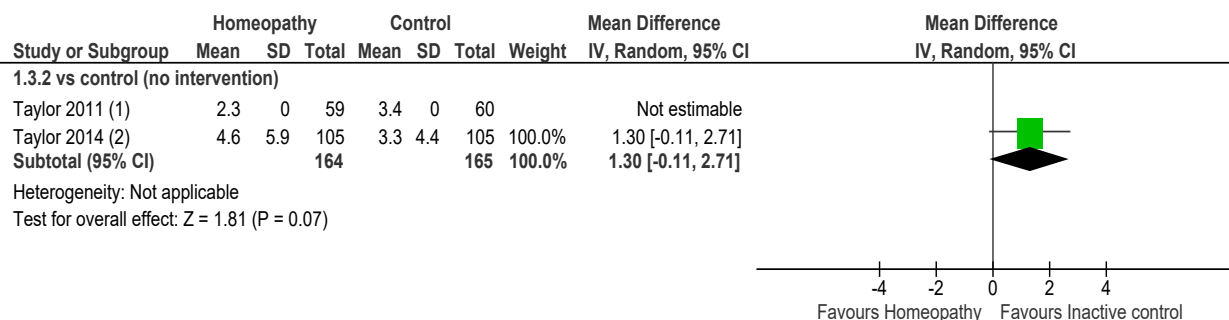 Homeopathy Control Mean Difference Mean Difference
Study or Subgroup Mean SD Total Mean SD Total Weight IV, Random, 95% CI IV, Random, 95% CI
1.3.2 vs control (no intervention)
Taylor 2011 (1) 2.3 0 59 3.4 0 60 Not estimable
Taylor 2014 (2) 4.6 5.9 105 3.3 4.4 105 100.0% 1.30 [-0.11, 2.71]
Subtotal (95% CI) 164 165 100.0% 1.30 [-0.11, 2.71]
Heterogeneity: Not applicable
Test for overall effect: Z = 1.81 (P = 0.07)
-4 -2 0 2 4
Favours Homeopathy Favours Inactive control